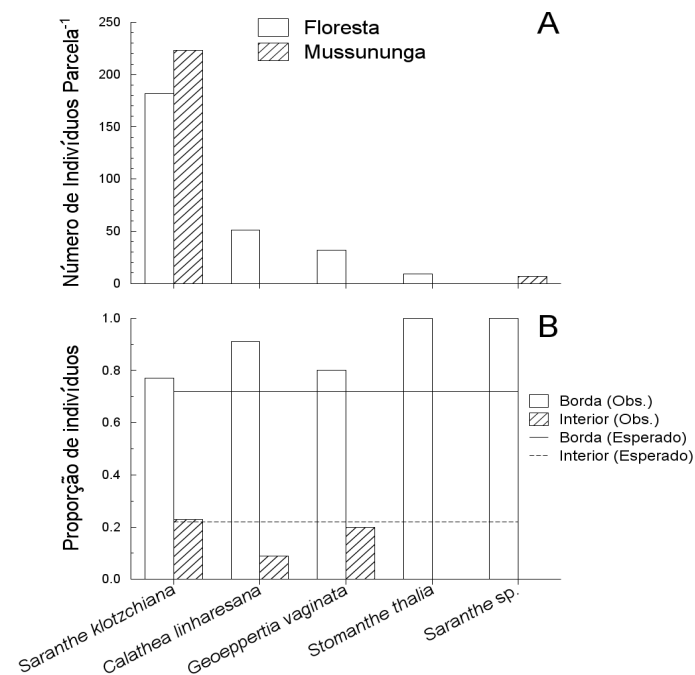 A
Floresta
Mussununga
Número de Indivíduos Parcela-1
250
200
150
100
50
0
B
Proporção de indivíduos
1.0
0.8
0.6
0.4
0.2
0.0
Borda (Obs.)
Interior (Obs.)
Borda (Esperado)
Interior (Esperado)
Saranthe klotzchiana
Calathea linharesana
Geoeppertia vaginata
Stomanthe thalia
Saranthe sp.